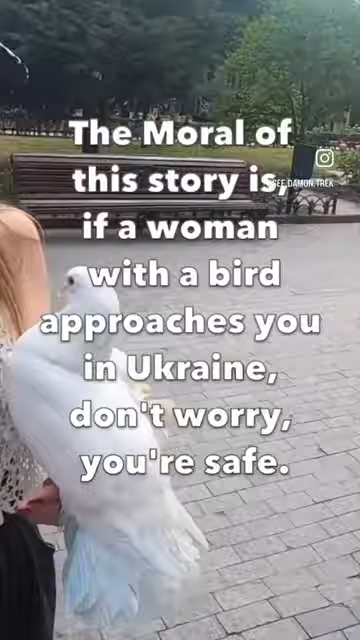 The Moral of
this story is,
SEE.DAMON.TREK
if a woman
with a bird
approaches you
in Ukraine,
don't worry,
you're safe.